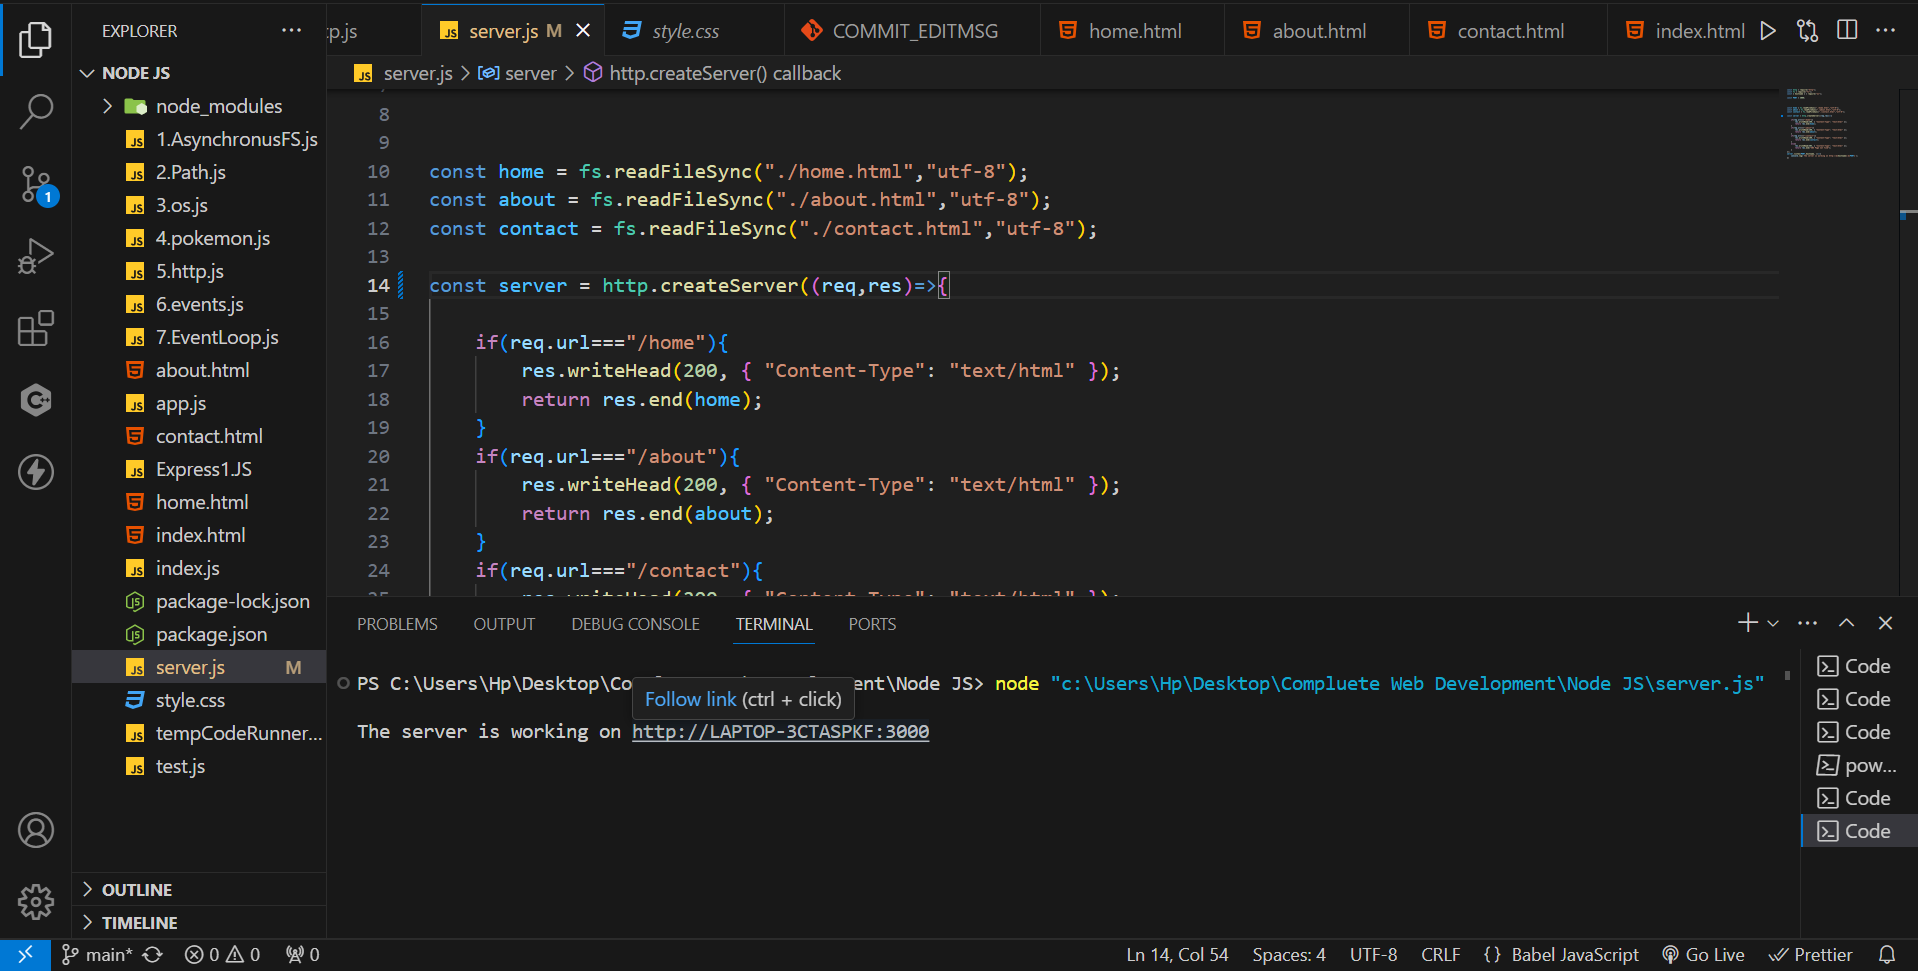 EXPLORER
NODE JS
node_modules
1.AsynchronusFS.js
2.Path.js
3.os.js
4.pokemon.js
5.http.js
6.events.js
7.EventLoop.js
about.html
app.js
contact.html
Express1.JS
home.html
index.html
index.js
package-lock.json
package.json
server.js M
style.css
tempCodeRunner...
test.js
OUTLINE
TIMELINE
1
p.js server.js M style.css COMMIT_EDITMSG home.html about.html contact.html index.html
server.js > server > http.createServer() callback
8
9
10 const home = fs.readFileSync("./home.html","utf-8");
11 const about = fs.readFileSync("./about.html","utf-8");
12 const contact = fs.readFileSync("./contact.html","utf-8");
13
14 const server = http.createServer((req,res)=>{
15
16 if(req.url==="/home"){
17 res.writeHead(200, { "Content-Type": "text/html" });
18 return res.end(home);
19 }
20 if(req.url==="/about"){
21 res.writeHead(200, { "Content-Type": "text/html" });
22 return res.end(about);
23 }
24 if(req.url==="/contact"){
25 res.writeHead(200, { "Content-Type": "text/html" });
PROBLEMS OUTPUT DEBUG CONSOLE TERMINAL PORTS
PS C:\Users\Hp\Desktop\Co ent\Node JS> node "c:\Users\Hp\Desktop\Compluete Web Development\Node JS\server.js"
Follow link (ctrl + click)
The server is working on http://LAPTOP-3CTASPKF:3000
Code
Code
Code
pow...
Code
Code
main* 0 0 0 Ln 14, Col 54 Spaces: 4 UTF-8 CRLF {} Babel JavaScript Go Live Prettier